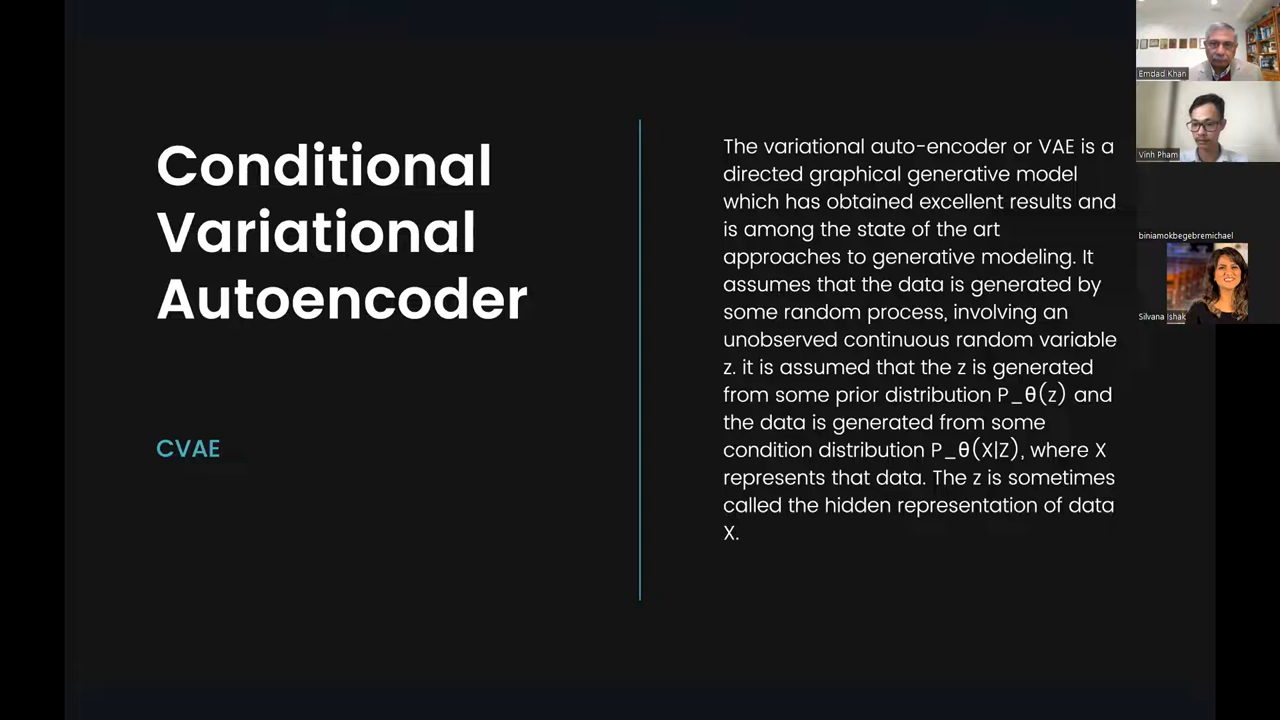 Conditional
Variational
Autoencoder
CVAE
The variational auto-encoder or VAE is a
directed graphical generative model
which has obtained excellent results and
is among the state of the art
approaches to generative modeling. It
assumes that the data is generated by
some random process, involving an
unobserved continuous random variable
z. it is assumed that the z is generated
from some prior distribution P_θ(z) and
the data is generated from some
condition distribution P_θ(X|Z), where X
represents that data. The z is sometimes
called the hidden representation of data
X.
Emdad Khan
Vinh Pham
biniamokbegebremichael
Silvana Ishak